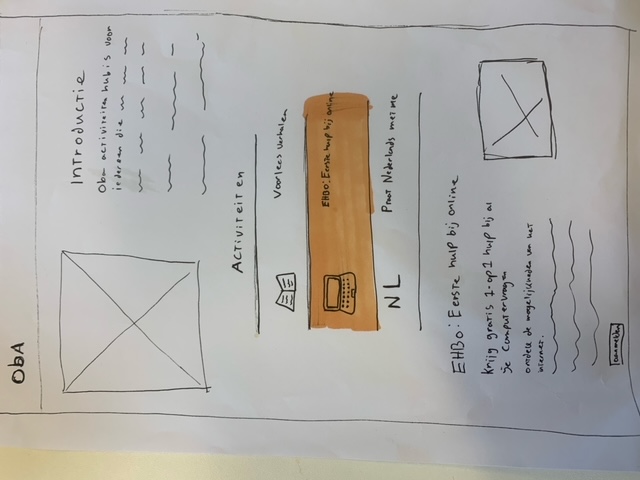 ObA
Introductie
Oba activiteiten hub is voor
iedereen die
Activiteiten
Voorlees verhalen
EHBO: Eerste hulp bij online
NL
Praat Nederlands met me
EHBO: Eerste hulp bij online
Krijg gratis 1-op1 hulp bij al
je computervragen
ontdek de mogelijkheden van het
internet.
aanmelden